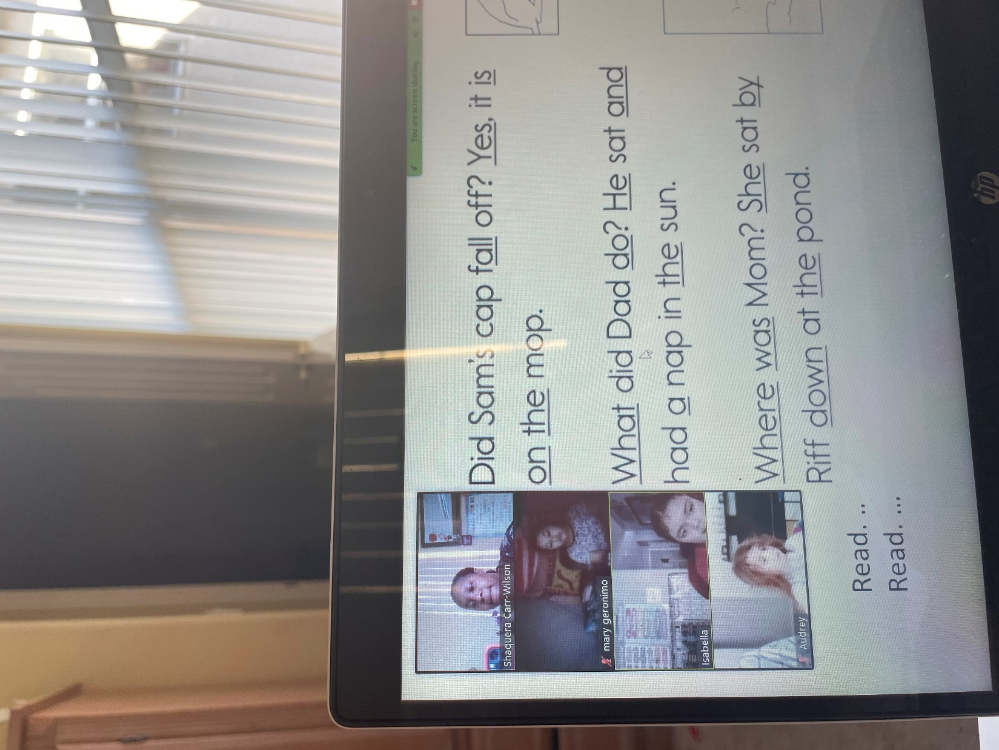 You are screen sharing
Shaquera Carr-Wilson
mary geronimo
Isabella
Audrey
Did Sam's cap fall off? Yes, it is
on the mop.
What did Dad do? He sat and
had a nap in the sun.
Where was Mom? She sat by
Riff down at the pond.
Read. ..
Read. ...
hp